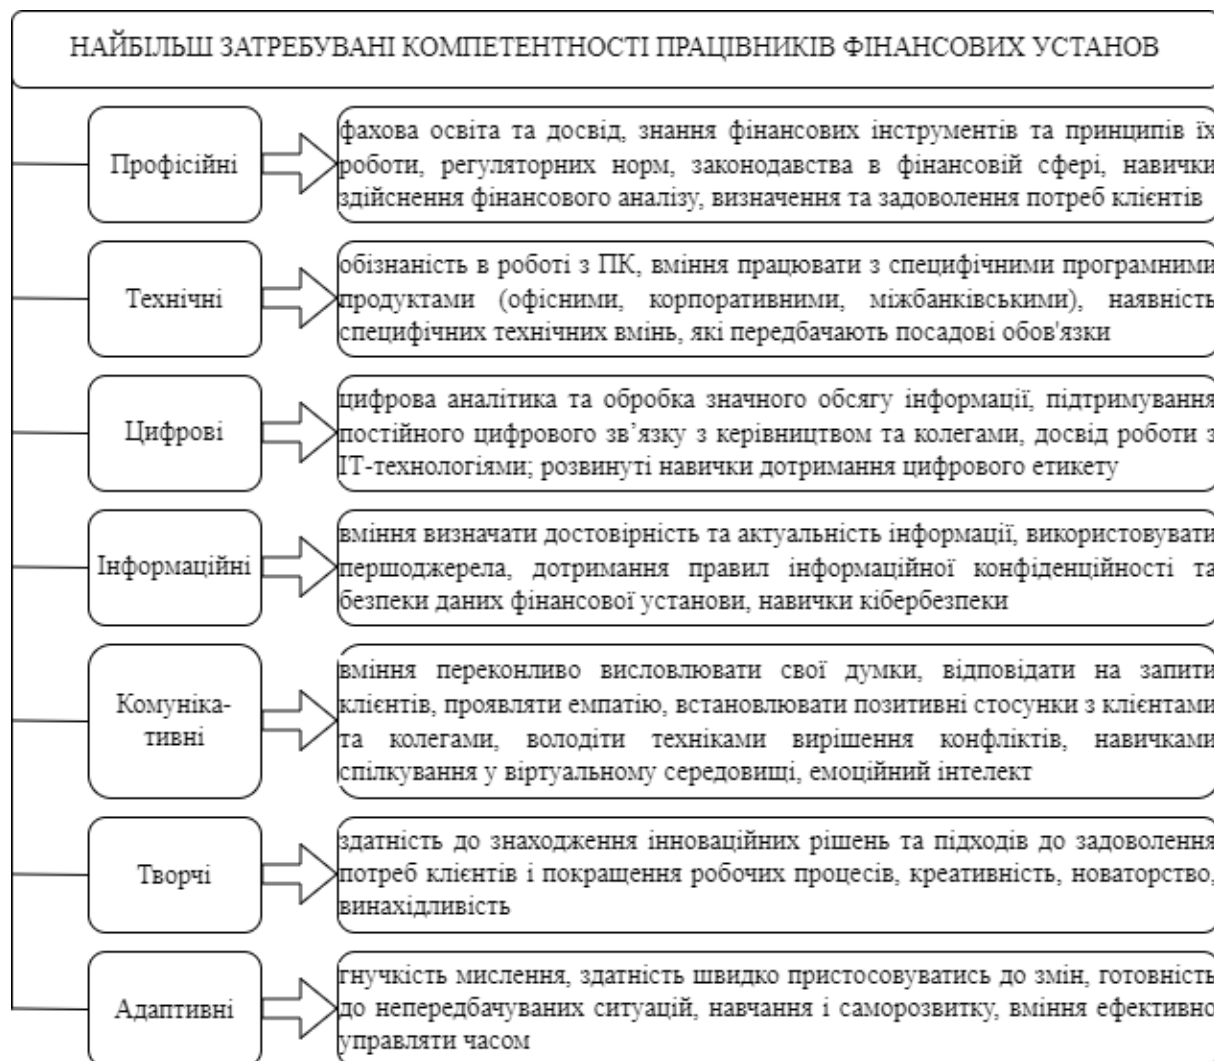 НАЙБІЛЬШ ЗАТРЕБУВАНІ КОМПЕТЕНТНОСТІ ПРАЦІВНИКІВ ФІНАНСОВИХ УСТАНОВ
Професійні
фахова освіта та досвід, знання фінансових інструментів та принципів їх
роботи, регуляторних норм, законодавства в фінансовій сфері, навички
здійснення фінансового аналізу, визначення та задоволення потреб клієнтів
Технічні
обізнаність в роботі з ПК, вміння працювати з специфічними програмними
продуктами (офісними, корпоративними, міжбанківськими), наявність
специфічних технічних вмінь, які передбачають посадові обов'язки
Цифрові
цифрова аналітика та обробка значного обсягу інформації, підтримування
постійного цифрового зв’язку з керівництвом та колегами, досвід роботи з
ІТ-технологіями; розвинуті навички дотримання цифрового етикету
Інформаційні
вміння визначати достовірність та актуальність інформації, використовувати
першоджерела, дотримання правил інформаційної конфіденційності та
безпеки даних фінансової установи, навички кібербезпеки
Комуніка-
тивні
вміння переконливо висловлювати свої думки, відповідати на запити
клієнтів, проявляти емпатію, встановлювати позитивні стосунки з клієнтами
та колегами, володіти техніками вирішення конфліктів, навичками
спілкування у віртуальному середовищі, емоційний інтелект
Творчі
здатність до знаходження інноваційних рішень та підходів до задоволення
потреб клієнтів і покращення робочих процесів, креативність, новаторство,
винахідливість
Адаптивні
гнучкість мислення, здатність швидко пристосовуватись до змін, готовність
до непередбачуваних ситуацій, навчання і саморозвитку, вміння ефективно
управляти часом